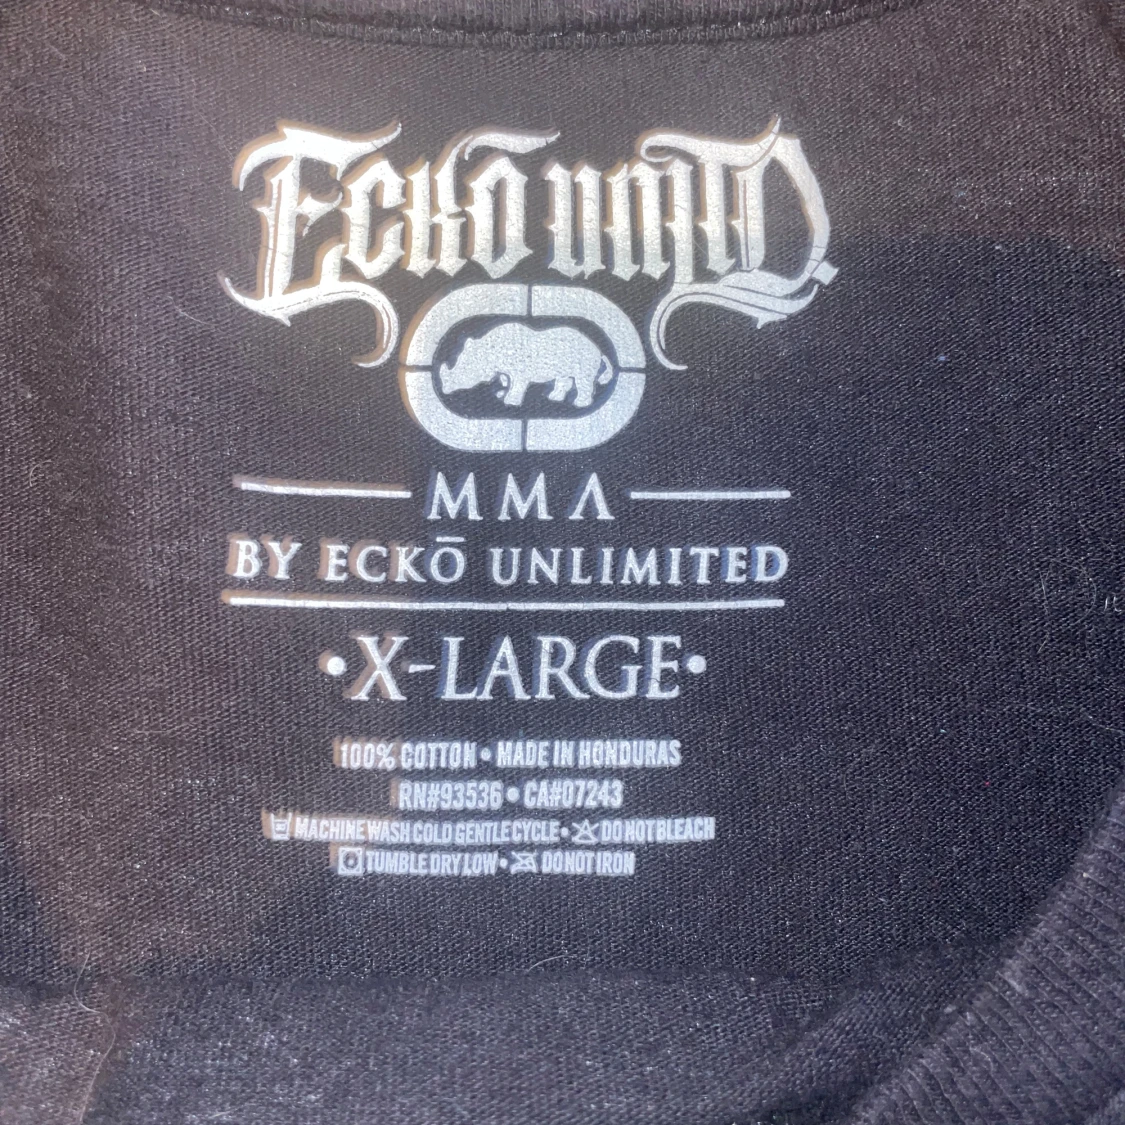 Eckō unltd.
MMA
BY ECKŌ UNLIMITED
•X-LARGE•
100% COTTON • MADE IN HONDURAS
RN#93536 • CA#07243
MACHINE WASH COLD GENTLE CYCLE • DO NOT BLEACH
TUMBLE DRY LOW • DO NOT IRON